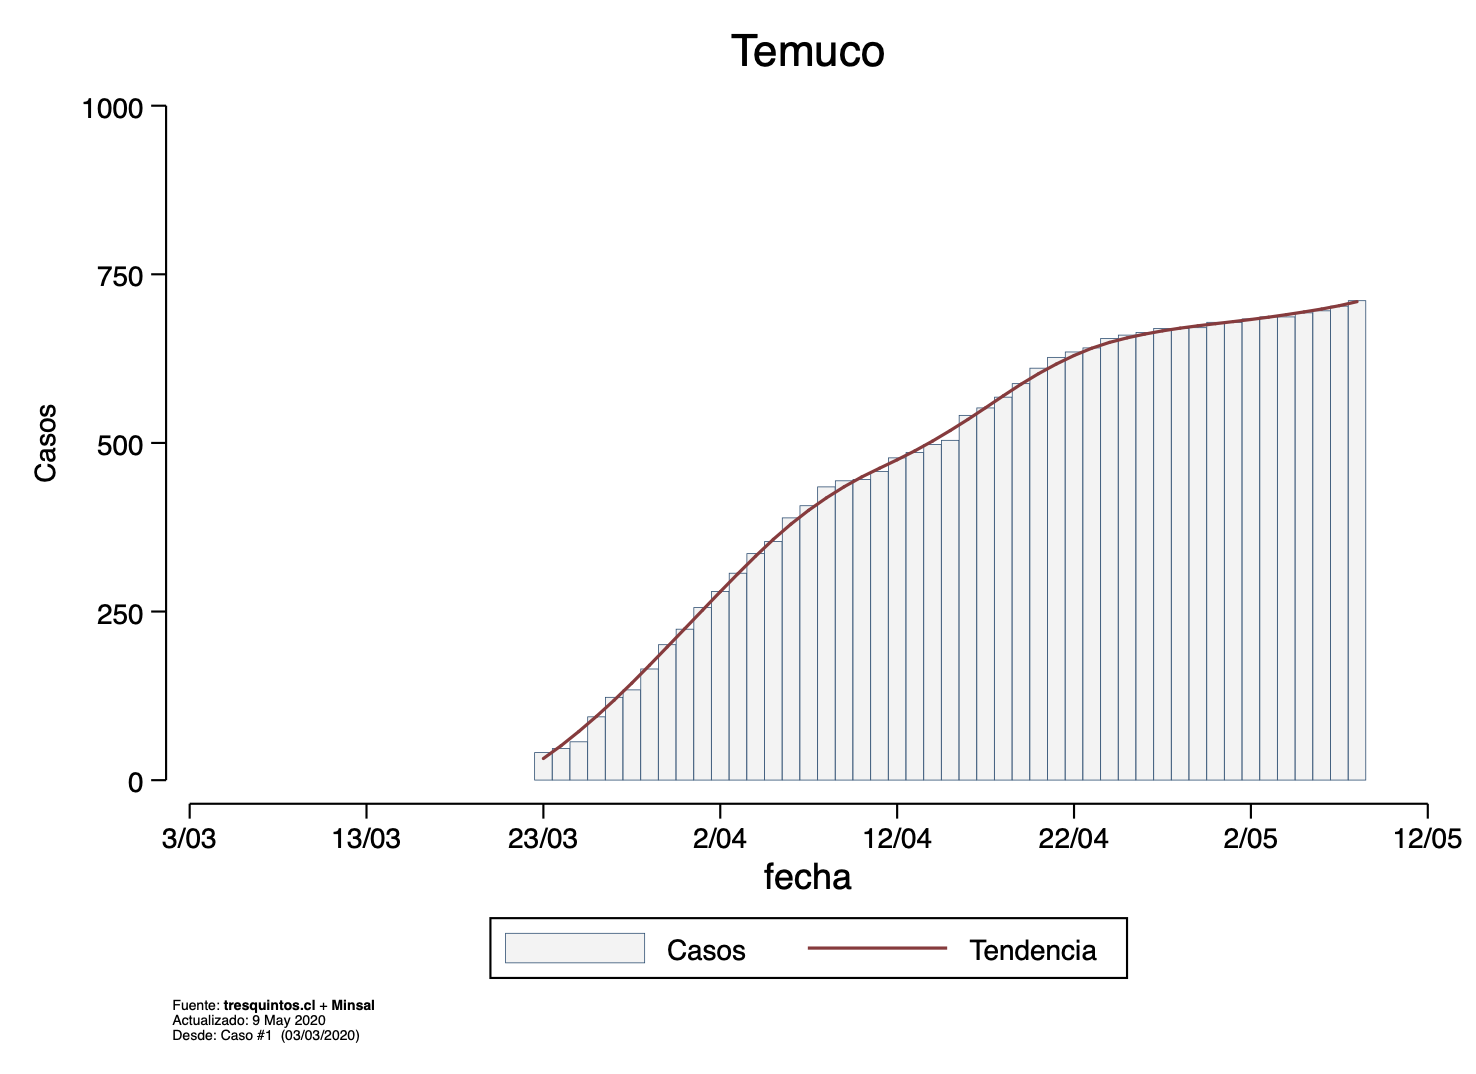 Temuco
1000
750
500
250
0
Casos
3/03 13/03 23/03 2/04 12/04 22/04 2/05 12/05
fecha
Casos Tendencia
Fuente: tresquintos.cl + Minsal
Actualizado: 9 May 2020
Desde: Caso #1 (03/03/2020)